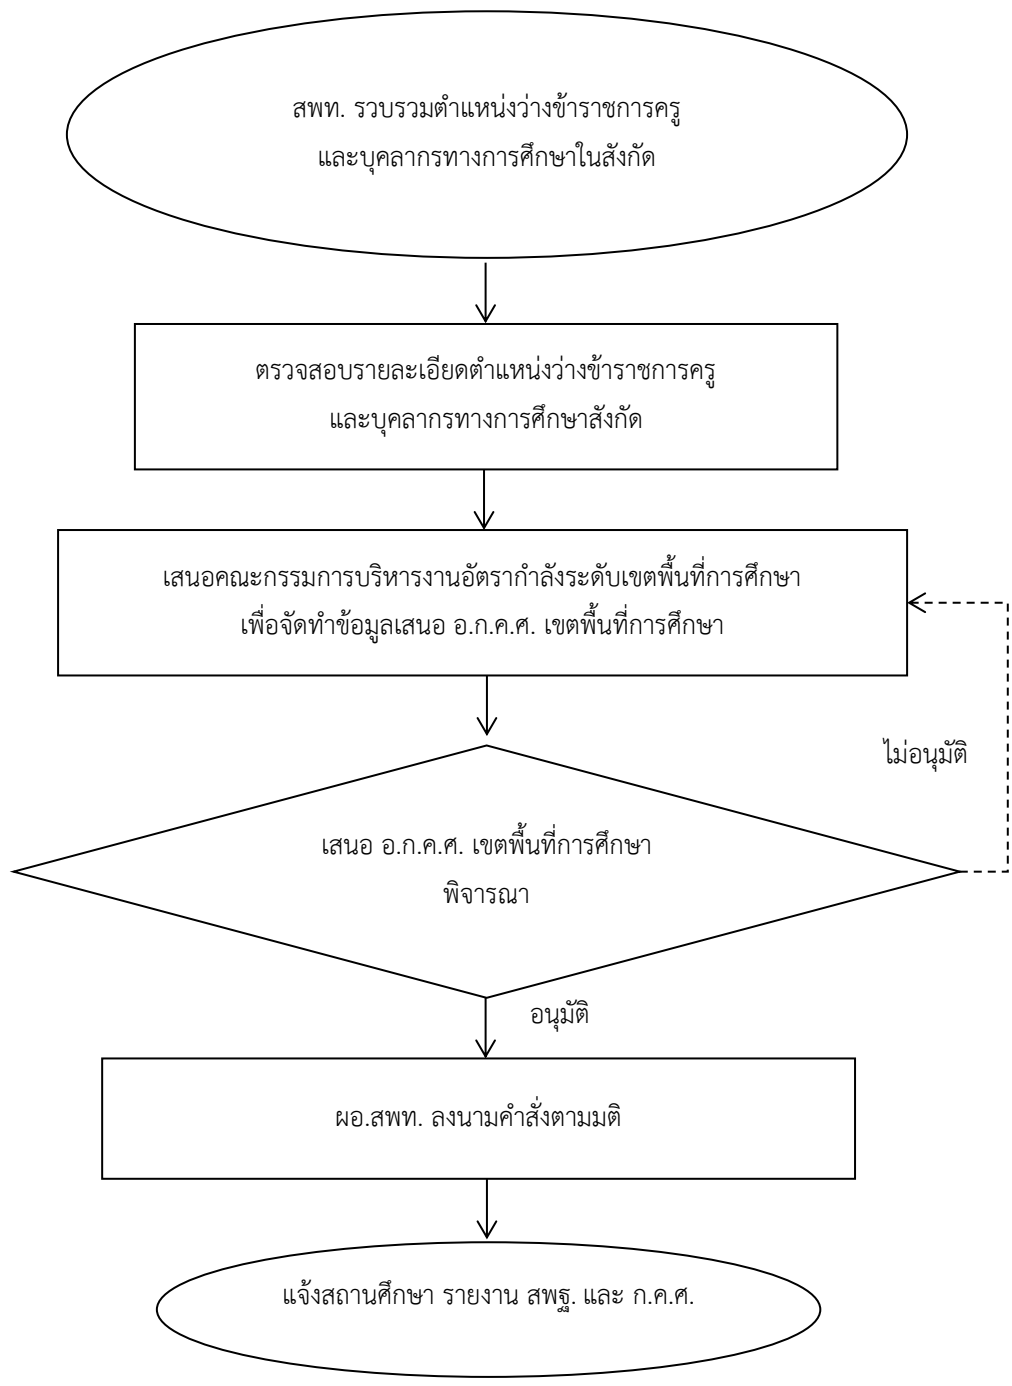 สพท. รวบรวมตำแหน่งว่างข้าราชการครู
และบุคลากรทางการศึกษาในสังกัด
ตรวจสอบรายละเอียดตำแหน่งว่างข้าราชการครู
และบุคลากรทางการศึกษาสังกัด
เสนอคณะกรรมการบริหารงานอัตรากำลังระดับเขตพื้นที่การศึกษา
เพื่อจัดทำข้อมูลเสนอ อ.ก.ค.ศ. เขตพื้นที่การศึกษา
ไม่อนุมัติ
เสนอ อ.ก.ค.ศ. เขตพื้นที่การศึกษา
พิจารณา
อนุมัติ
ผอ.สพท. ลงนามคำสั่งตามมติ
แจ้งสถานศึกษา รายงาน สพฐ. และ ก.ค.ศ.